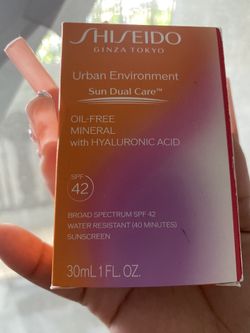 SHISEIDO
GINZA TOKYO
Urban Environment
Sun Dual Care™
OIL-FREE
MINERAL
with HYALURONIC ACID
SPF
42
BROAD SPECTRUM SPF 42
WATER RESISTANT (40 MINUTES)
SUNSCREEN
30mL 1 FL. OZ.